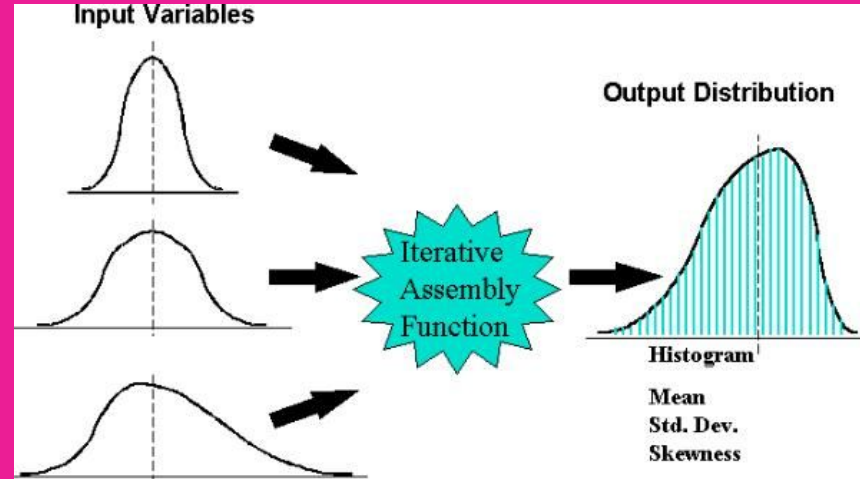 Input Variables
Output Distribution
Iterative
Assembly
Function
Histogram
Mean
Std. Dev.
Skewness